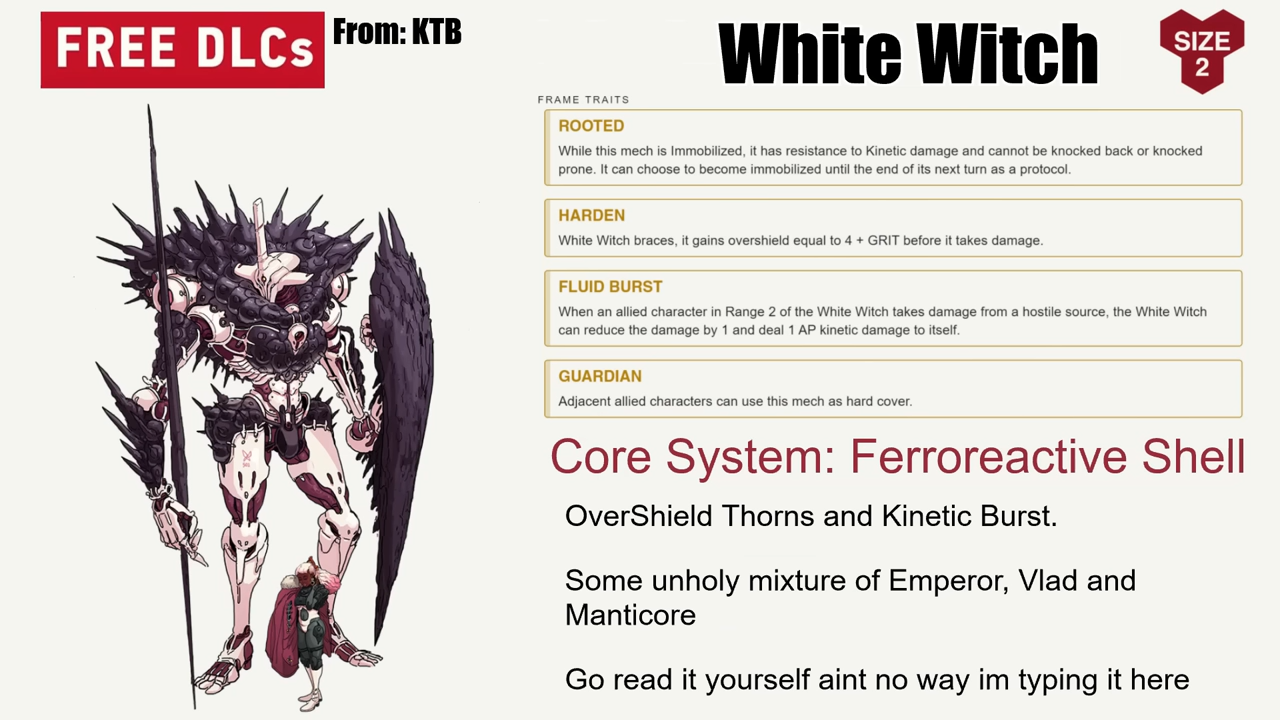 FREE DLCs
From: KTB
White Witch
SIZE
2
FRAME TRAITS
ROOTED
While this mech is Immobilized, it has resistance to Kinetic damage and cannot be knocked back or knocked
prone. It can choose to become immobilized until the end of its next turn as a protocol.
HARDEN
White Witch braces, it gains overshield equal to 4 + GRIT before it takes damage.
FLUID BURST
When an allied character in Range 2 of the White Witch takes damage from a hostile source, the White Witch
can reduce the damage by 1 and deal 1 AP kinetic damage to itself.
GUARDIAN
Adjacent allied characters can use this mech as hard cover.
Core System: Ferroreactive Shell
OverShield Thorns and Kinetic Burst.
Some unholy mixture of Emperor, Vlad and
Manticore
Go read it yourself aint no way im typing it here